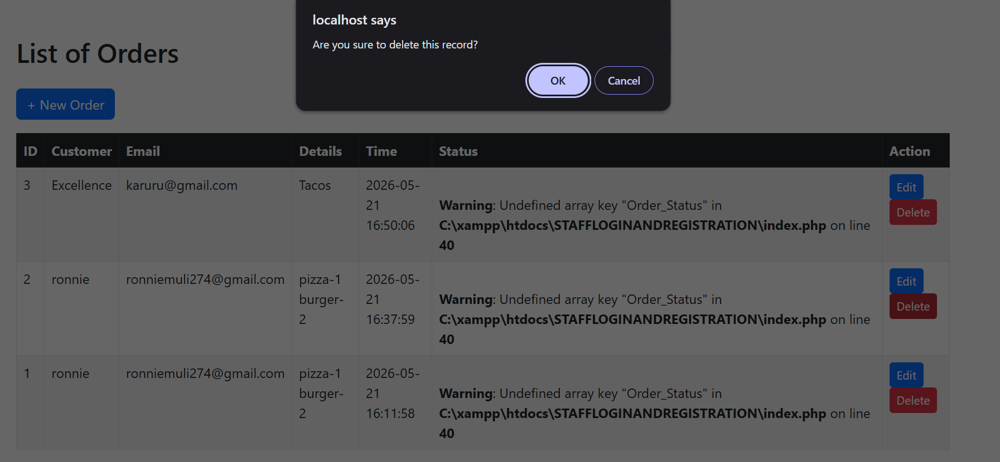 localhost says
Are you sure to delete this record?
OK Cancel
List of Orders
+ New Order
ID Customer Email Details Time Status Action
3 Excellence karuru@gmail.com Tacos 2026-05-
21
16:50:06
Warning: Undefined array key "Order_Status" in
C:\xampp\htdocs\STAFFLOGINANDREGISTRATION\index.php on line
40
Edit
Delete
2 ronnie ronniemuli274@gmail.com pizza-1
burger-
2
2026-05-
21
16:37:59
Warning: Undefined array key "Order_Status" in
C:\xampp\htdocs\STAFFLOGINANDREGISTRATION\index.php on line
40
Edit
Delete
1 ronnie ronniemuli274@gmail.com pizza-1
burger-
2
2026-05-
21
16:11:58
Warning: Undefined array key "Order_Status" in
C:\xampp\htdocs\STAFFLOGINANDREGISTRATION\index.php on line
40
Edit
Delete